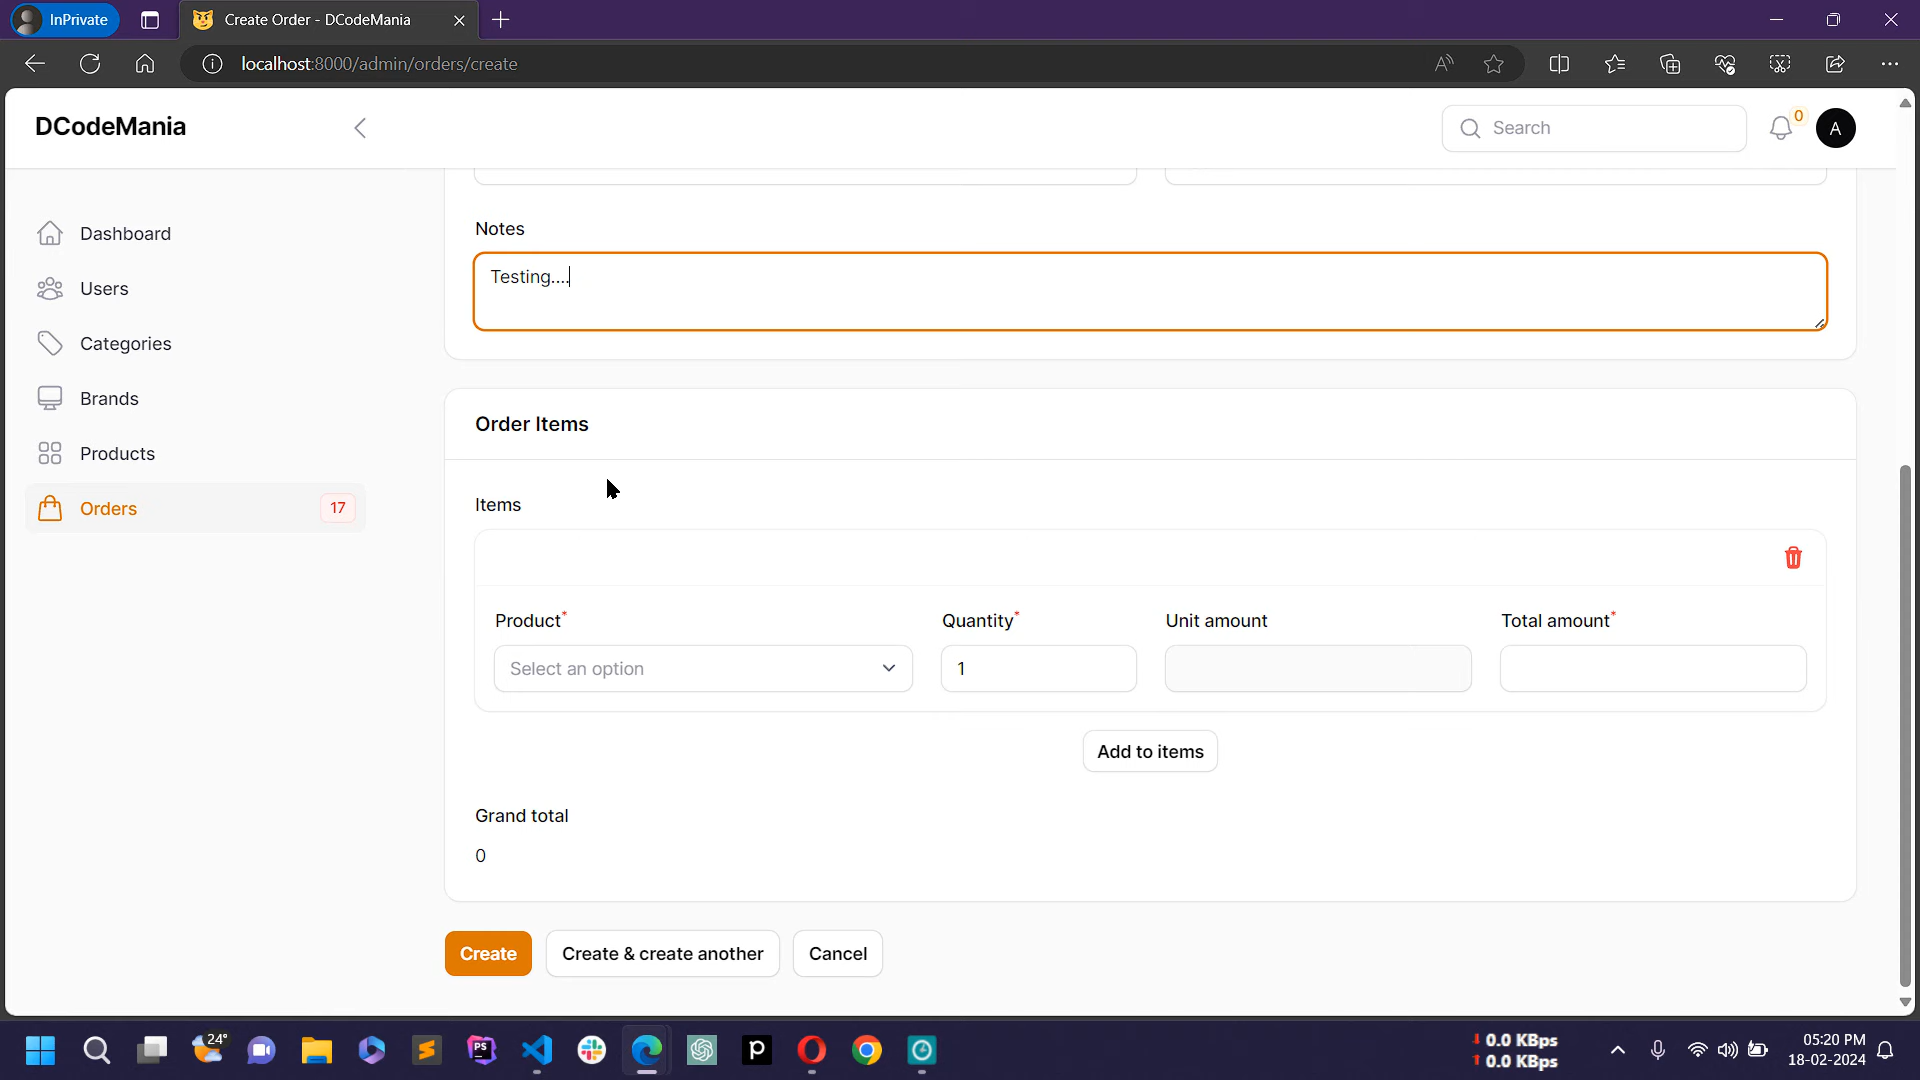 InPrivate
Create Order - DCodeMania
localhost:8000/admin/orders/create
DCodeMania
Search
0
A
Dashboard
Users
Categories
Brands
Products
Orders
17
Notes
Testing....
Order Items
Items
Product*
Quantity*
Unit amount
Total amount*
Select an option
1
Add to items
Grand total
0
Create
Create & create another
Cancel
24°
PS
P
0.0 KBps
0.0 KBps
05:20 PM
18-02-2024